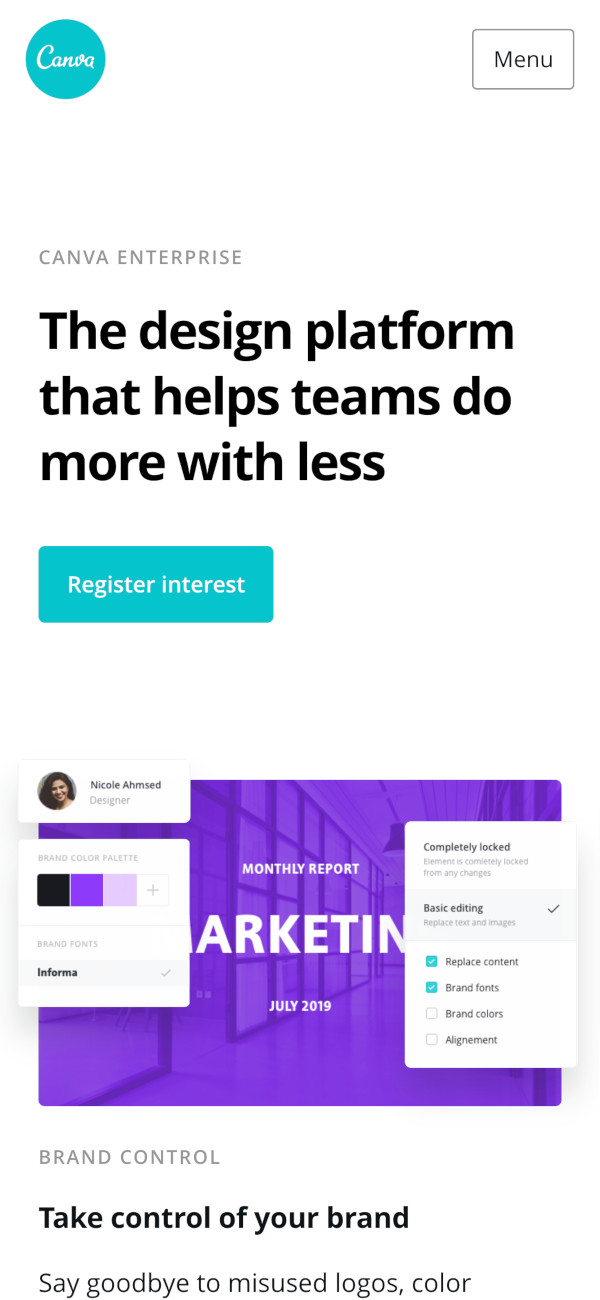 Canva
Menu
CANVA ENTERPRISE
The design platform
that helps teams do
more with less
Register interest
Nicole Ahmsed
Designer
BRAND COLOR PALETTE
BRAND FONTS
Informa
MONTHLY REPORT
ARKETIN
JULY 2019
Completely locked
Element is comletely locked
from any changes
Basic editing
Replace text and images
Replace content
Brand fonts
Brand colors
Alignement
BRAND CONTROL
Take control of your brand
Say goodbye to misused logos, color